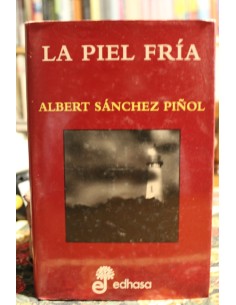 LA PIEL FRÍA
ALBERT SÁNCHEZ PIÑOL
edhasa